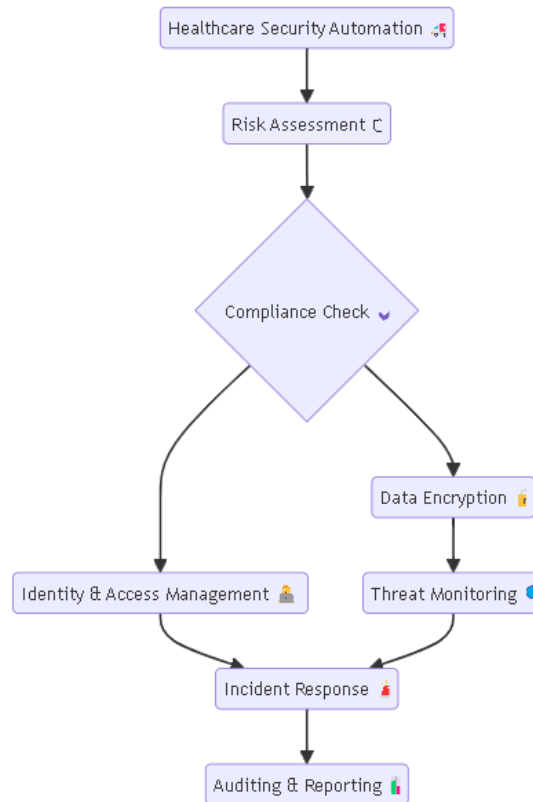 Healthcare Security Automation
Risk Assessment
Compliance Check
Data Encryption
Identity & Access Management
Threat Monitoring
Incident Response
Auditing & Reporting